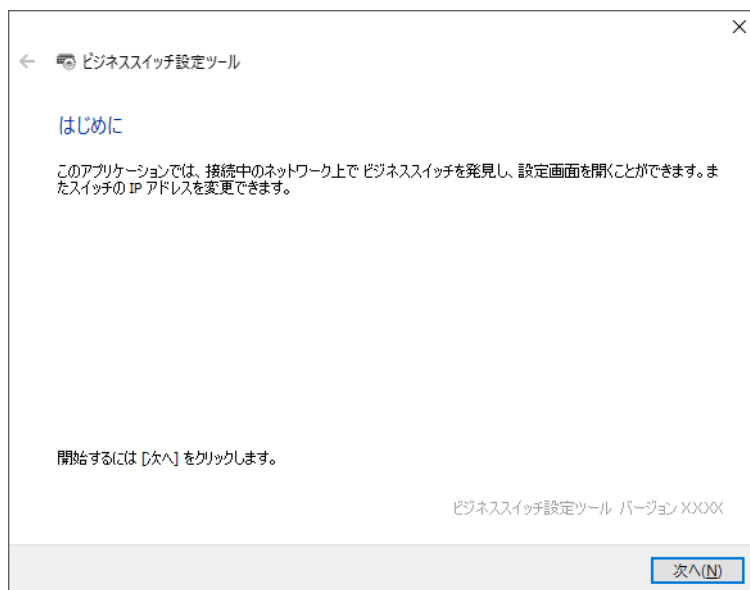 ビジネススイッチ設定ツール
はじめに
このアプリケーションでは、接続中のネットワーク上で ビジネススイッチを発見し、設定画面を開くことができます。ま
たスイッチの IP アドレスを変更できます。
開始するには [次へ] をクリックします。
ビジネススイッチ設定ツール バージョン XXXX
次へ(N)